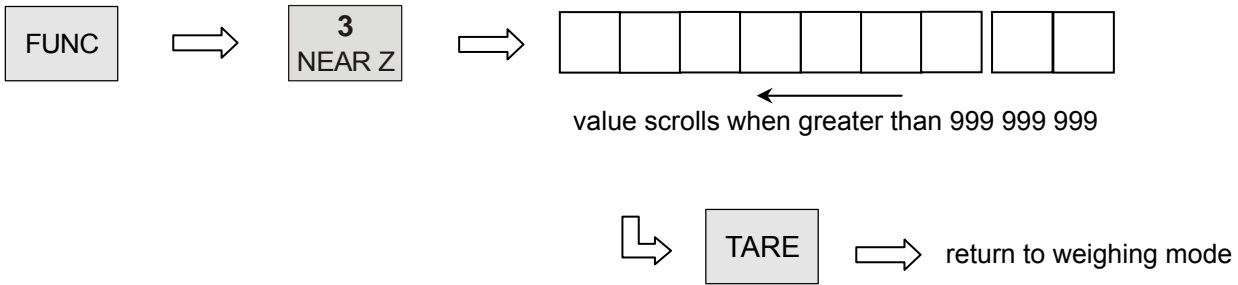 FUNC
3
NEAR Z
value scrolls when greater than 999 999 999
TARE
return to weighing mode